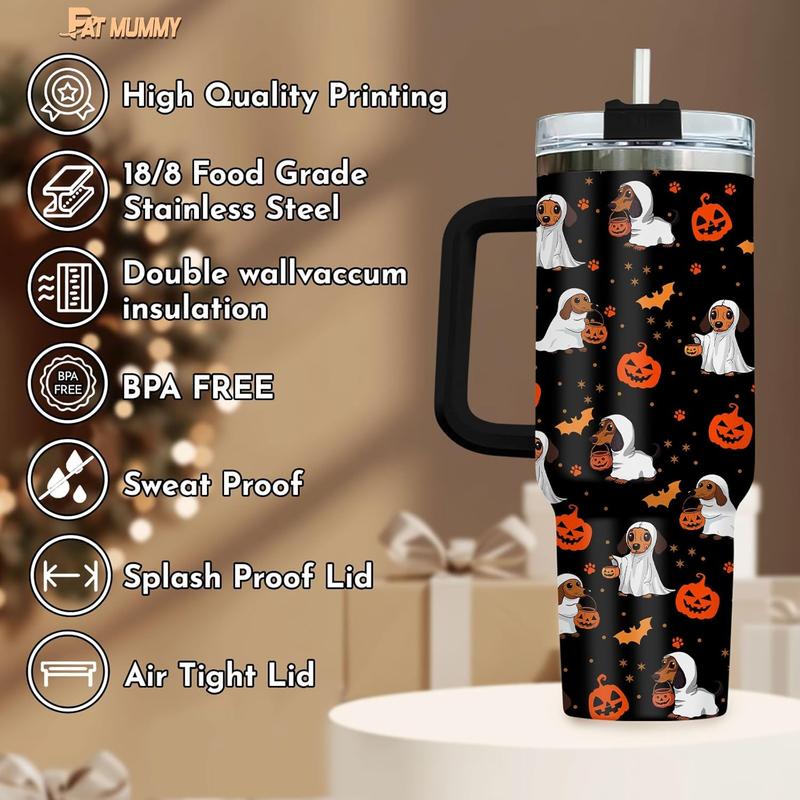 FAT MUMMY
High Quality Printing
18/8 Food Grade
Stainless Steel
Double wallvaccum
insulation
BPA
FREE
BPA FREE
Sweat Proof
Splash Proof Lid
Air Tight Lid